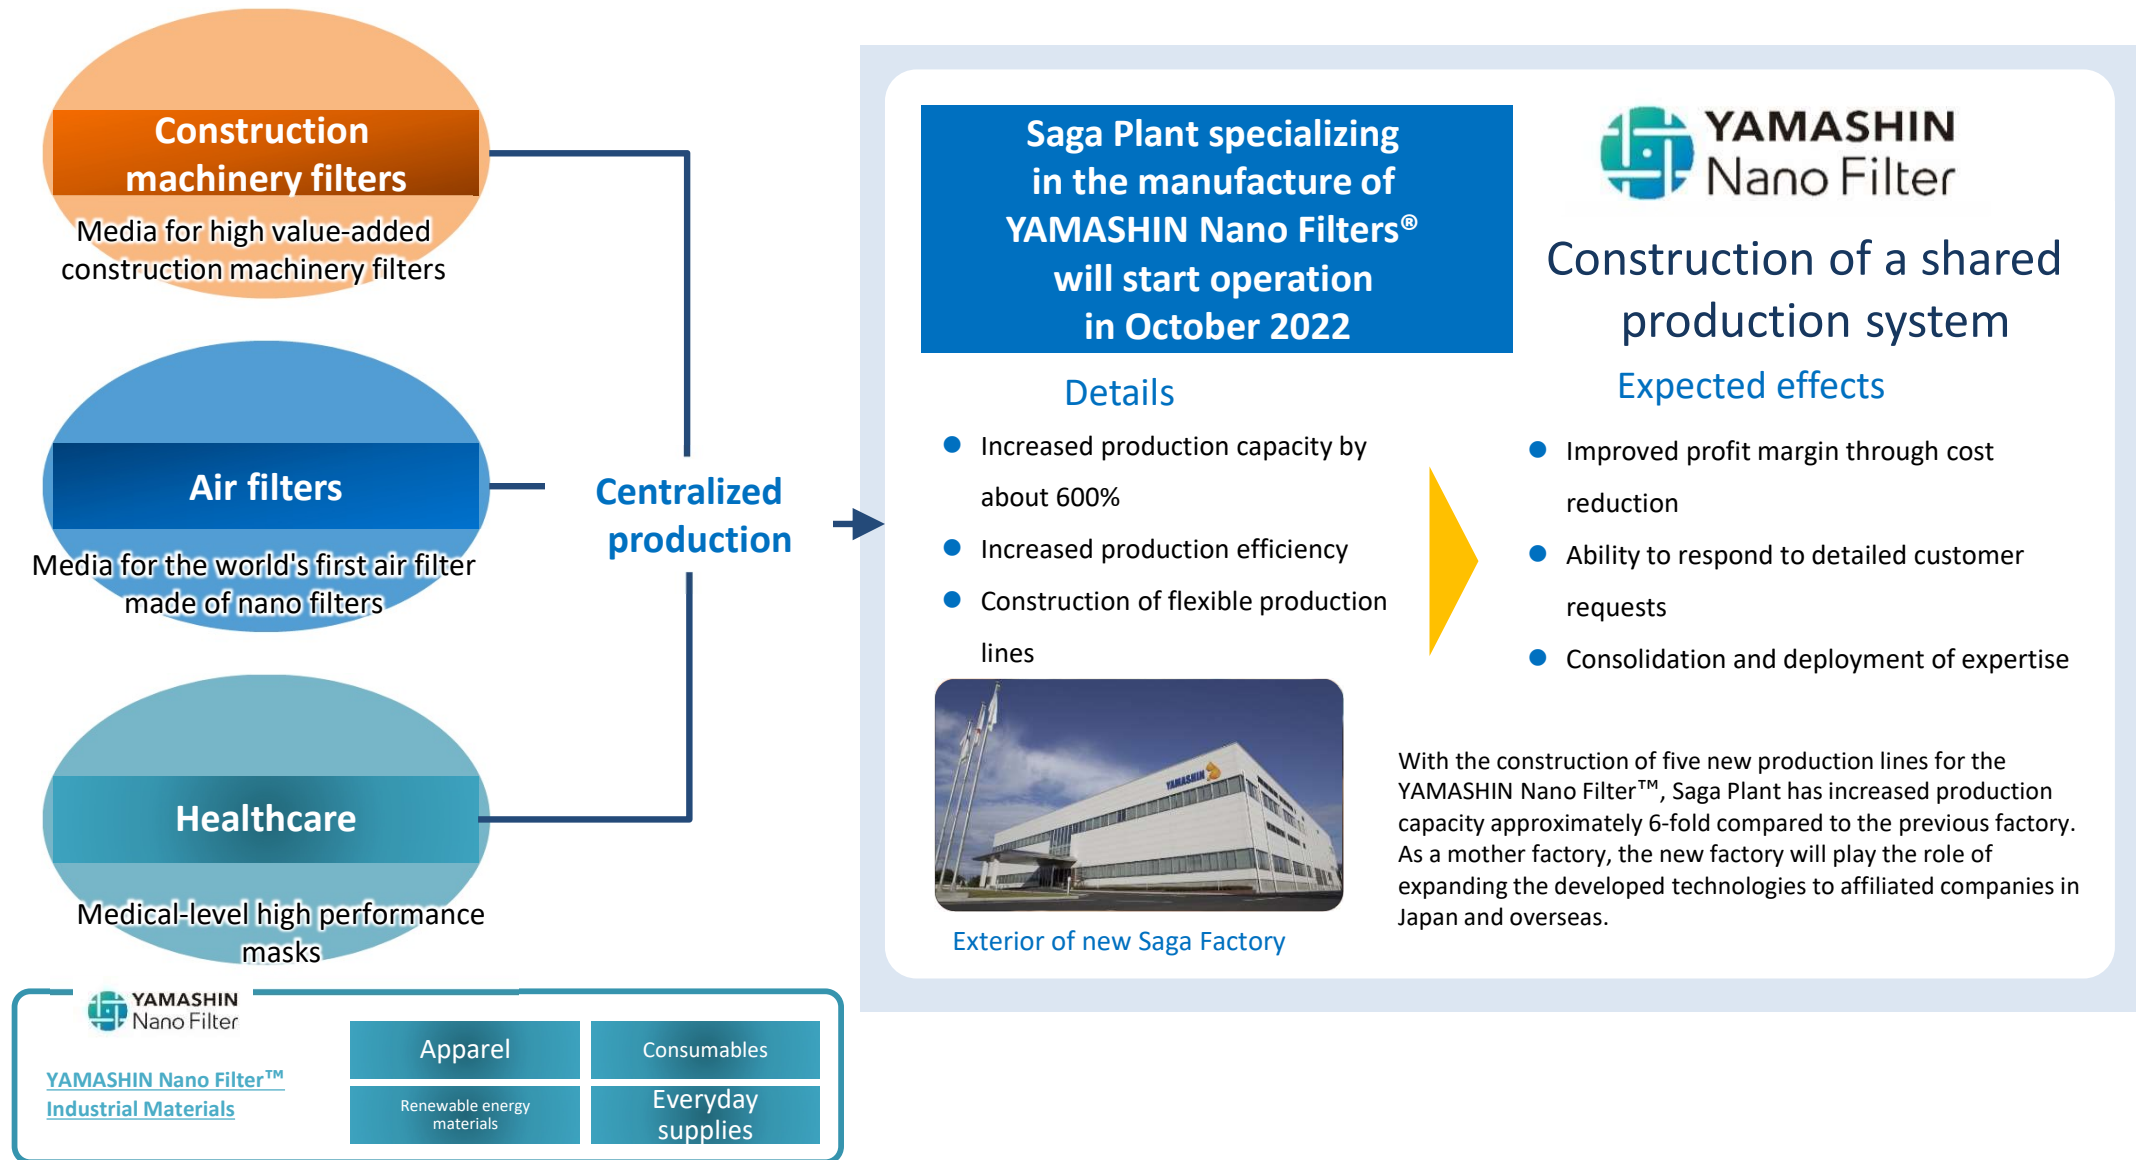 Construction
machinery filters
Media for high value-added
construction machinery filters
Air filters
Media for the world's first air filter
made of nano filters
Healthcare
Medical-level high performance
masks
Centralized
production
YAMASHIN
Nano Filter
YAMASHIN Nano Filter™
Industrial Materials
Apparel
Consumables
Renewable energy
materials
Everyday
supplies
Saga Plant specializing
in the manufacture of
YAMASHIN Nano Filters®
will start operation
in October 2022
Details
● Increased production capacity by
about 600%
● Increased production efficiency
● Construction of flexible production
lines
YAMASHIN
Exterior of new Saga Factory
YAMASHIN
Nano Filter
Construction of a shared
production system
Expected effects
● Improved profit margin through cost
reduction
● Ability to respond to detailed customer
requests
● Consolidation and deployment of expertise
With the construction of five new production lines for the
YAMASHIN Nano Filter™, Saga Plant has increased production
capacity approximately 6-fold compared to the previous factory.
As a mother factory, the new factory will play the role of
expanding the developed technologies to affiliated companies in
Japan and overseas.